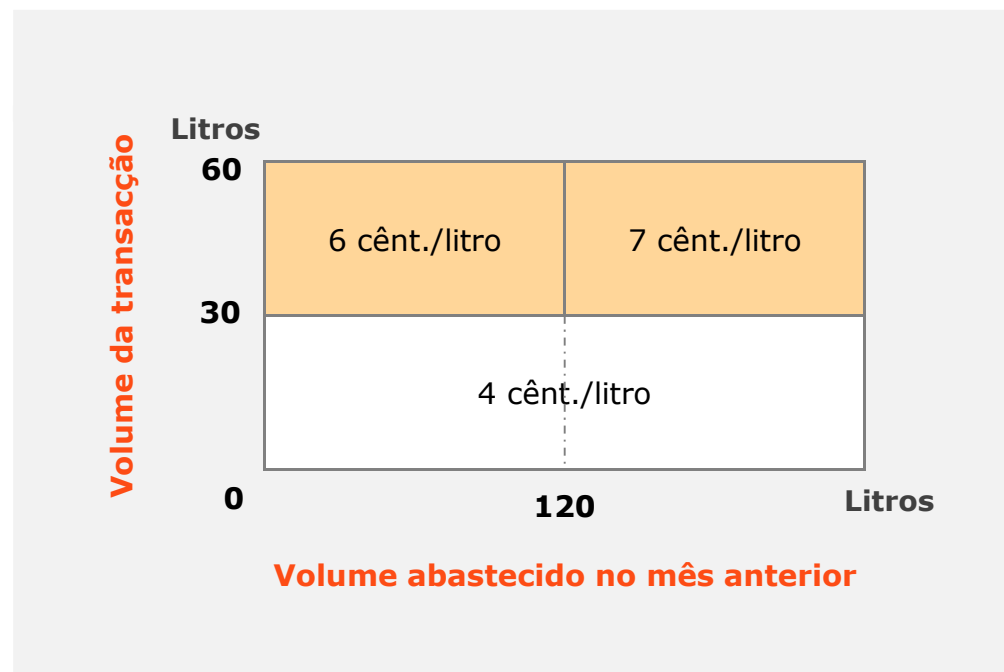 Litros
Volume da transacção
60
6 cênt./litro
7 cênt./litro
30
4 cênt./litro
0
120
Litros
Volume abastecido no mês anterior